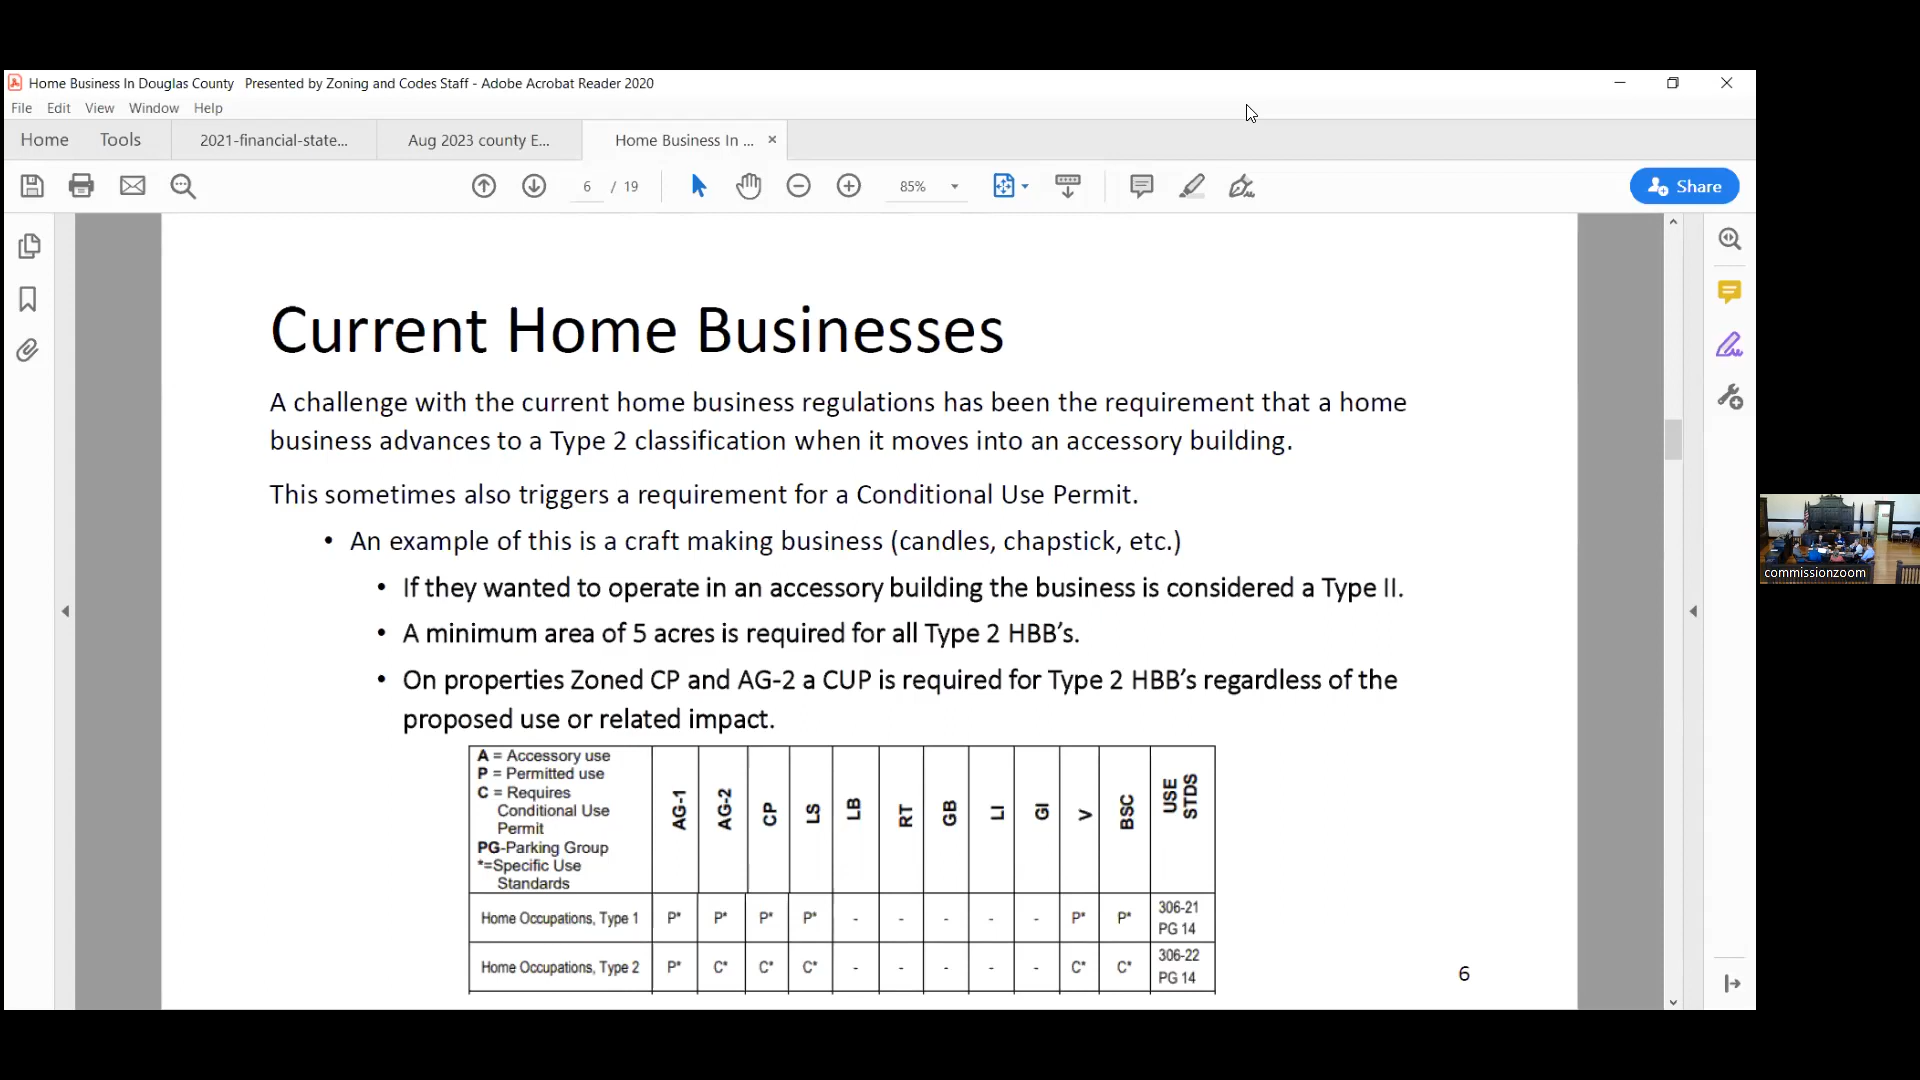 Home Business In Douglas County   Presented by Zoning and Codes Staff - Adobe Acrobat Reader 2020
File Edit View Window Help
Home Tools 2021-financial-state... Aug 2023 county E... Home Business In ...
6 / 19 85% Share
Current Home Businesses
A challenge with the current home business regulations has been the requirement that a home
business advances to a Type 2 classification when it moves into an accessory building.
This sometimes also triggers a requirement for a Conditional Use Permit.
• An example of this is a craft making business (candles, chapstick, etc.)
• If they wanted to operate in an accessory building the business is considered a Type II.
• A minimum area of 5 acres is required for all Type 2 HBB's.
• On properties Zoned CP and AG-2 a CUP is required for Type 2 HBB's regardless of the
proposed use or related impact.
A = Accessory use
P = Permitted use
C = Requires
Conditional Use
Permit
PG-Parking Group
*=Specific Use
Standards
AG-1 AG-2 CP LS LB RT GB LI GI V BSC USE STDS
Home Occupations, Type 1 P* P* P* P* - - - - - P* P* 306-21 PG 14
Home Occupations, Type 2 P* C* C* C* - - - - - C* C* 306-22 PG 14
6
commissionzoom